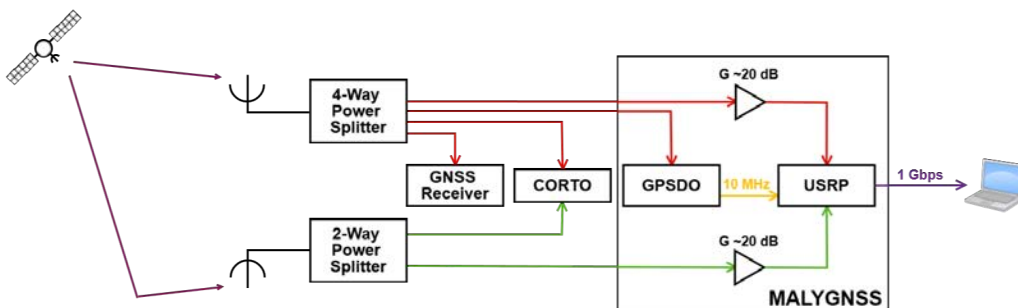 G ~20 dB
4-Way
Power
Splitter
GNSS
Receiver
CORTO
GPSDO
10 MHz
USRP
1 Gbps
2-Way
Power
Splitter
G ~20 dB
MALYGNSS